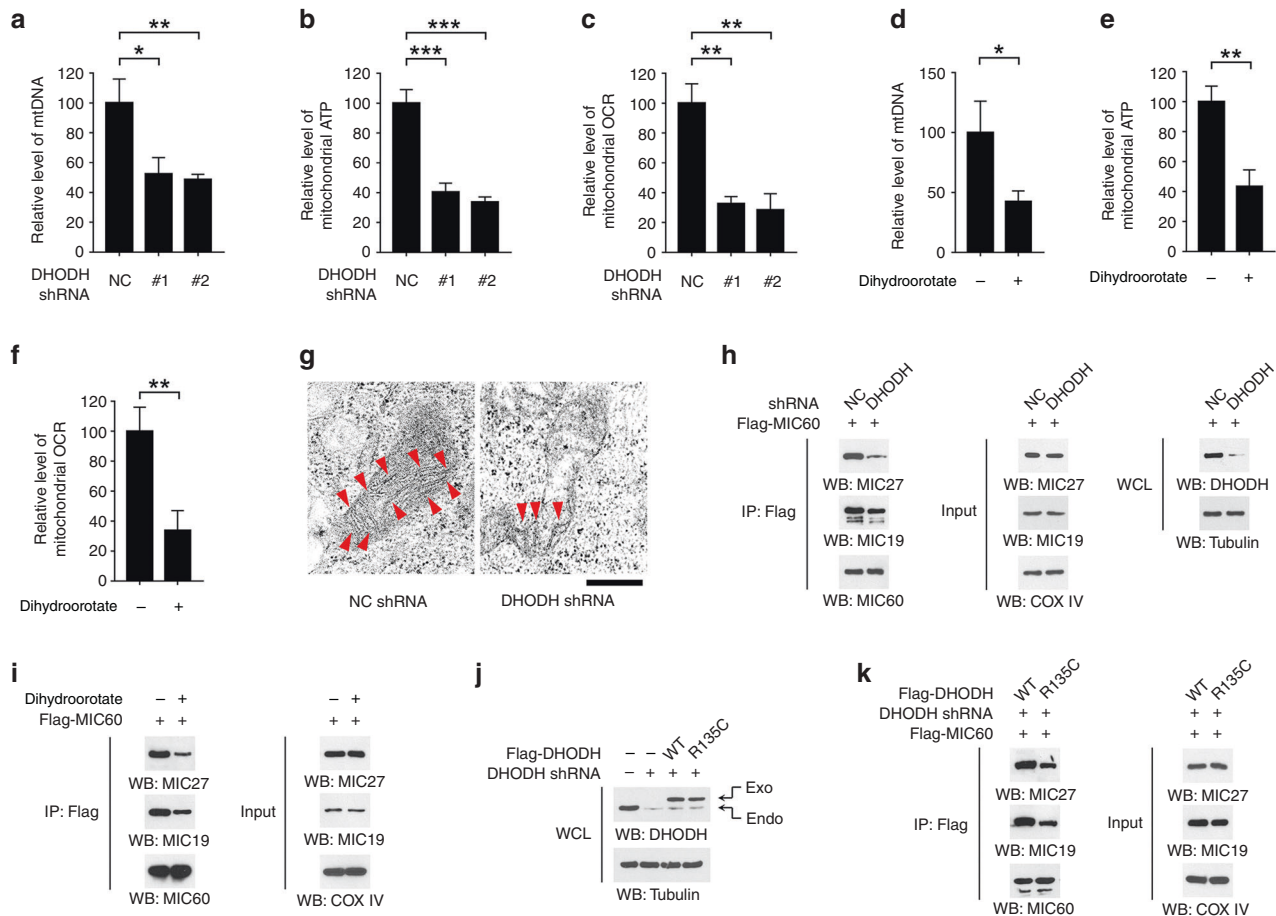 a
** 
*
Relative level of mtDNA
120
100
80
60
40
20
0
DHODH
shRNA
NC #1 #2
b
***
***
Relative level of
mitochondrial ATP
120
100
80
60
40
20
0
DHODH
shRNA
NC #1 #2
c
**
**
Relative level of
mitochondrial OCR
120
100
80
60
40
20
0
DHODH
shRNA
NC #1 #2
d
*
Relative level of mtDNA
150
100
50
0
Dihydroorotate – +
e
**
Relative level of
mitochondrial ATP
120
100
80
60
40
20
0
Dihydroorotate – +
f
**
Relative level of
mitochondrial OCR
120
100
80
60
40
20
0
Dihydroorotate – +
g
NC shRNA DHODH shRNA
h
shRNA NC DHODH
Flag-MIC60 + +
IP: Flag
WB: MIC27
WB: MIC19
WB: MIC60
NC DHODH
+ +
Input
WB: MIC27
WB: MIC19
WB: COX IV
NC DHODH
+ +
WCL
WB: DHODH
WB: Tubulin
i
Dihydroorotate – +
Flag-MIC60 + +
IP: Flag
WB: MIC27
WB: MIC19
WB: MIC60
– +
+ +
Input
WB: MIC27
WB: MIC19
WB: COX IV
j
Flag-DHODH – – WT R135C
DHODH shRNA – + + +
Exo
Endo
WCL
WB: DHODH
WB: Tubulin
k
Flag-DHODH WT R135C
DHODH shRNA + +
Flag-MIC60 + +
IP: Flag
WB: MIC27
WB: MIC19
WB: MIC60
WT R135C
+ +
+ +
Input
WB: MIC27
WB: MIC19
WB: COX IV